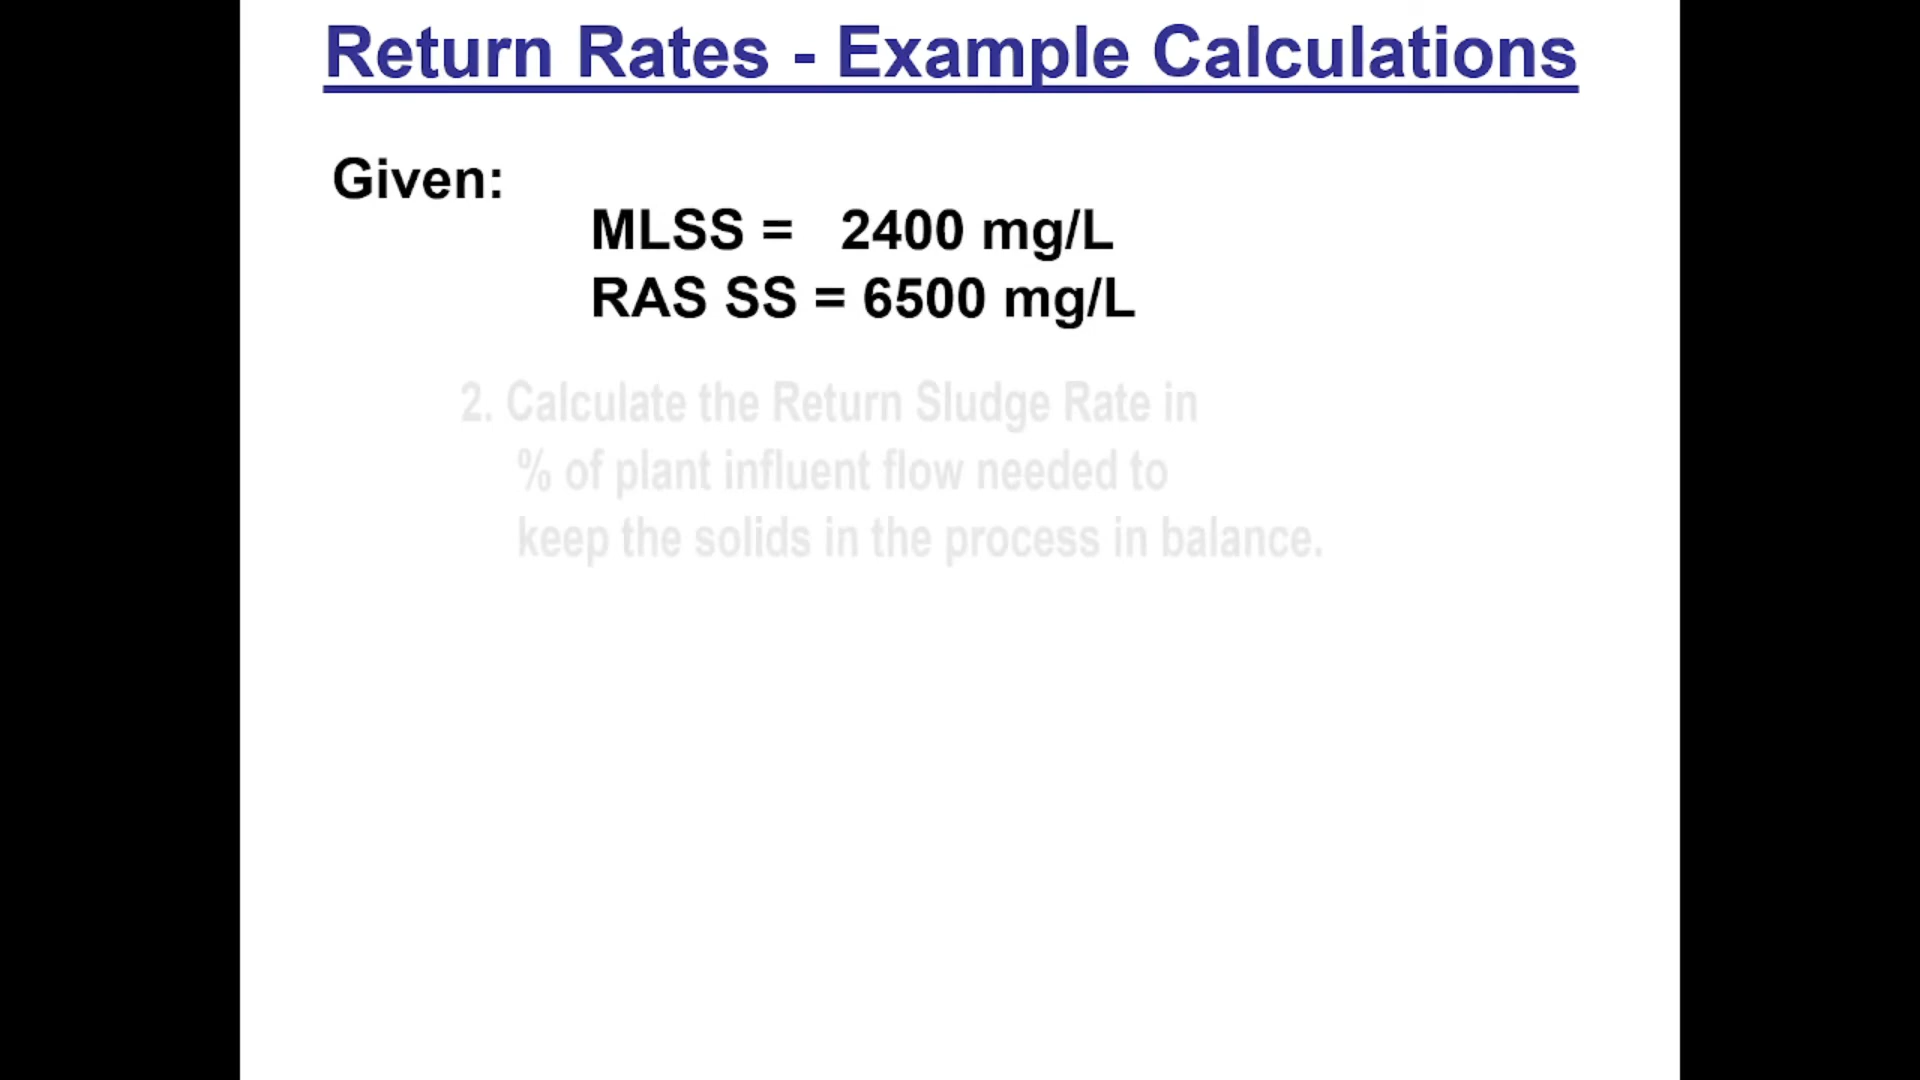 Return Rates - Example Calculations
Given:
MLSS = 2400 mg/L
RAS SS = 6500 mg/L
2. Calculate the Return Sludge Rate in
% of plant influent flow needed to
keep the solids in the process in balance.